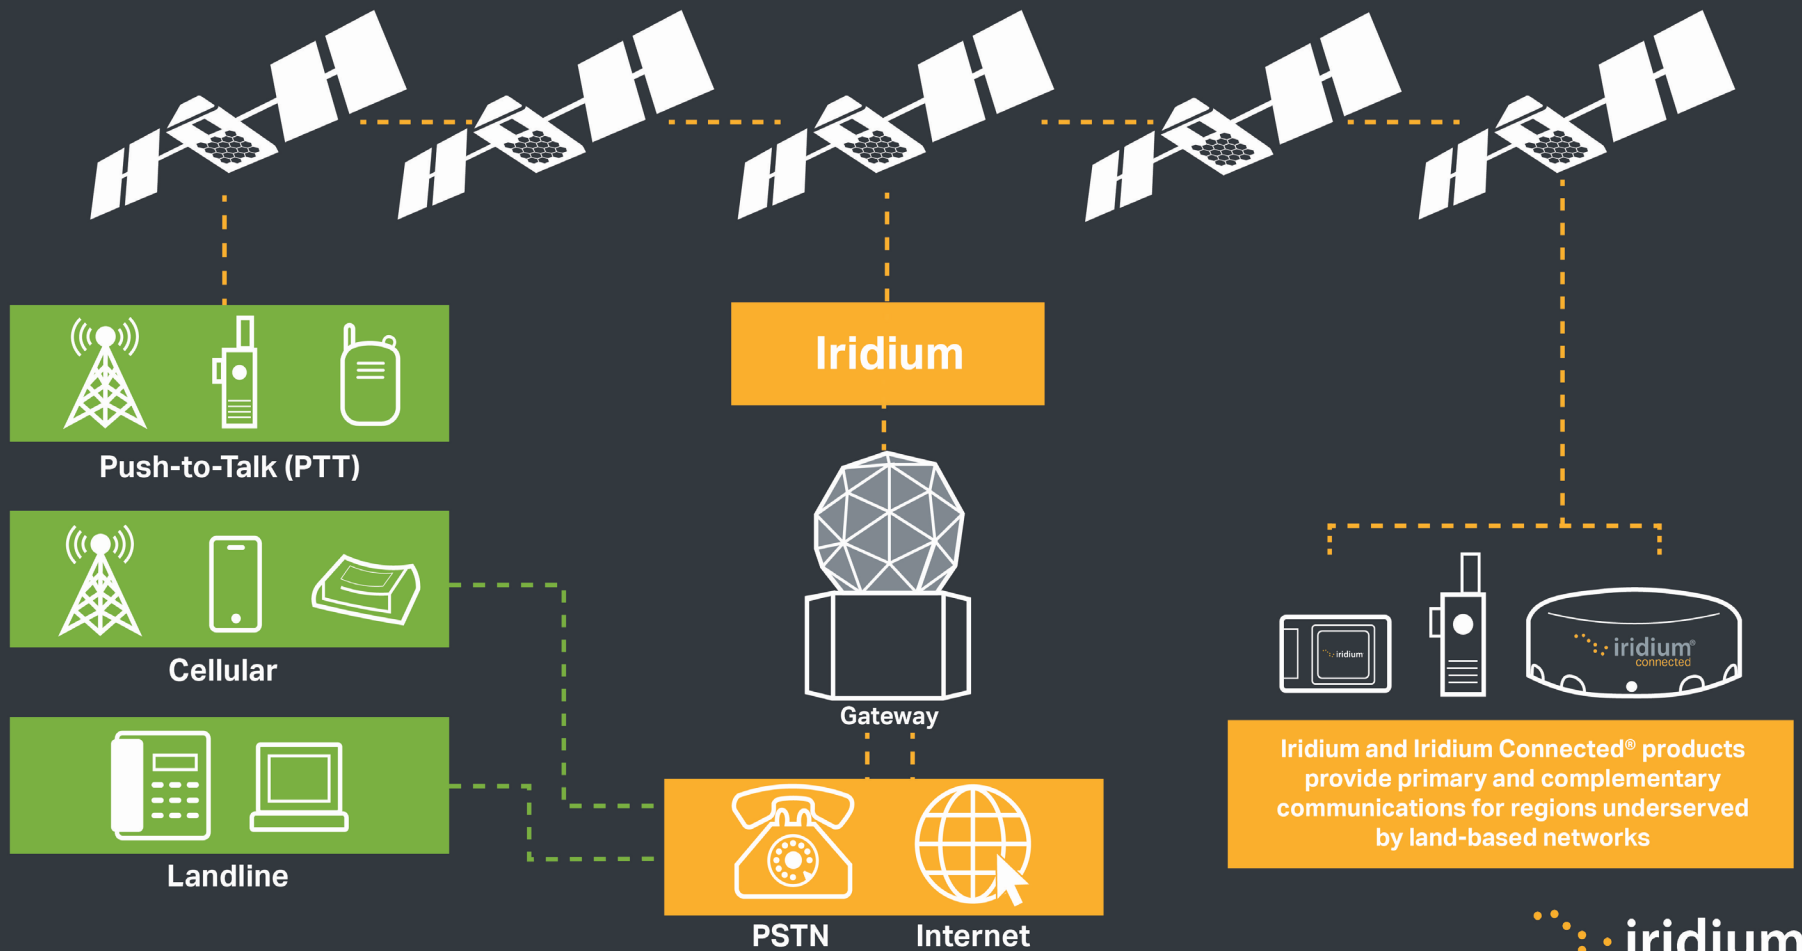 Iridium
Push-to-Talk (PTT)
Cellular
Landline
Gateway
PSTN
Internet
iridium
iridium®
connected
Iridium and Iridium Connected® products
provide primary and complementary
communications for regions underserved
by land-based networks
iridium